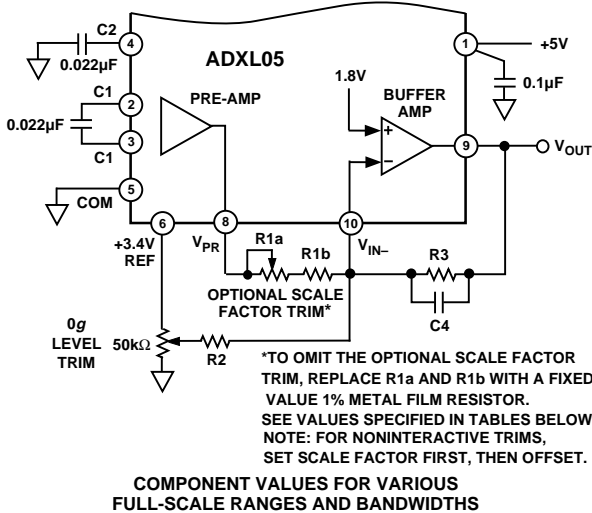 C2
4
0.022µF
ADXL05
1
+5V
0.1µF
C1
2
0.022µF
3
C1
PRE-AMP
1.8V
BUFFER
AMP
+
–
9
VOUT
5
COM
6
8
10
+3.4V
REF
VPR
R1a
R1b
VIN–
R3
C4
OPTIONAL SCALE
FACTOR TRIM*
0g
LEVEL
TRIM
50kΩ
R2
*TO OMIT THE OPTIONAL SCALE FACTOR
TRIM, REPLACE R1a AND R1b WITH A FIXED
VALUE 1% METAL FILM RESISTOR.
SEE VALUES SPECIFIED IN TABLES BELOW
NOTE: FOR NONINTERACTIVE TRIMS,
SET SCALE FACTOR FIRST, THEN OFFSET.
COMPONENT VALUES FOR VARIOUS
FULL-SCALE RANGES AND BANDWIDTHS